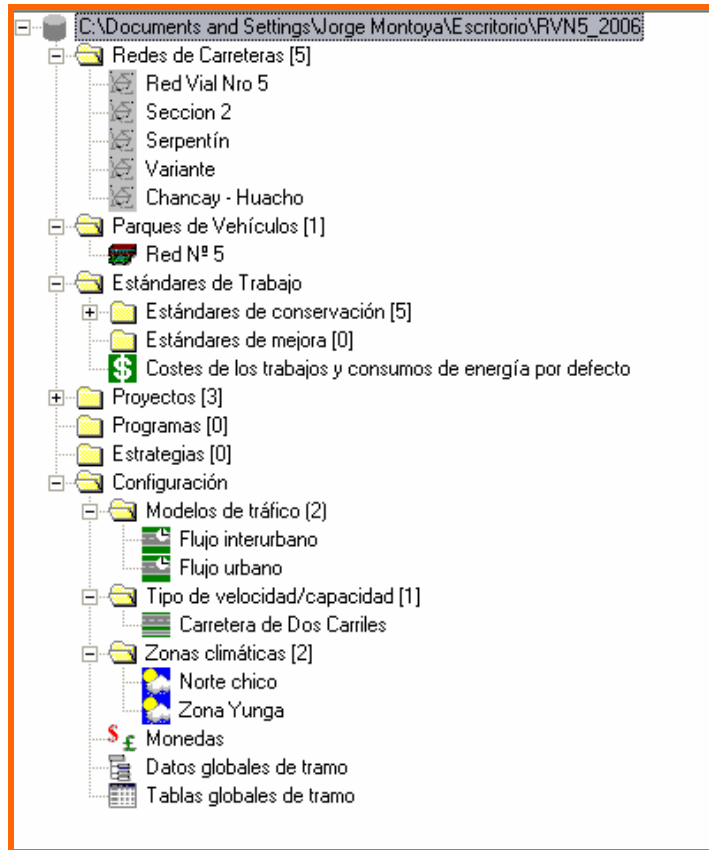 C:\Documents and Settings\Jorge Montoya\Escritorio\RVN5_2006
Redes de Carreteras [5]
Red Vial Nro 5
Seccion 2
Serpentín
Variante
Chancay - Huacho
Parques de Vehículos [1]
Red Nº 5
Estándares de Trabajo
Estándares de conservación [5]
Estándares de mejora [0]
Costes de los trabajos y consumos de energía por defecto
Proyectos [3]
Programas [0]
Estrategias [0]
Configuración
Modelos de tráfico (2)
Flujo interurbano
Flujo urbano
Tipo de velocidad/capacidad [1]
Carretera de Dos Carriles
Zonas climáticas [2]
Norte chico
Zona Yunga
Monedas
Datos globales de tramo
Tablas globales de tramo